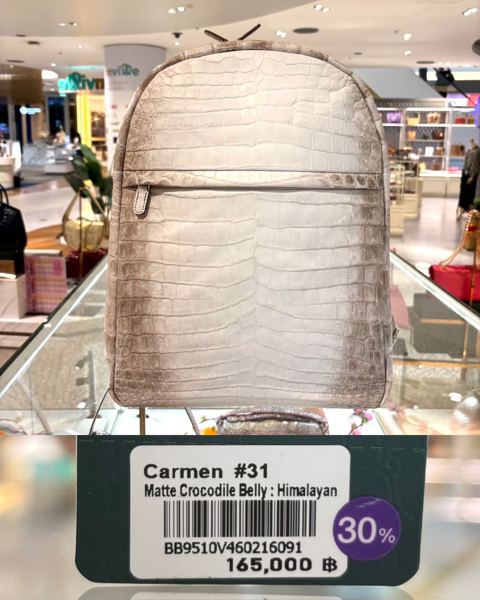 Carmen #31
Matte Crocodile Belly : Himalayan
BB9510V460216091
165,000 ฿
30%